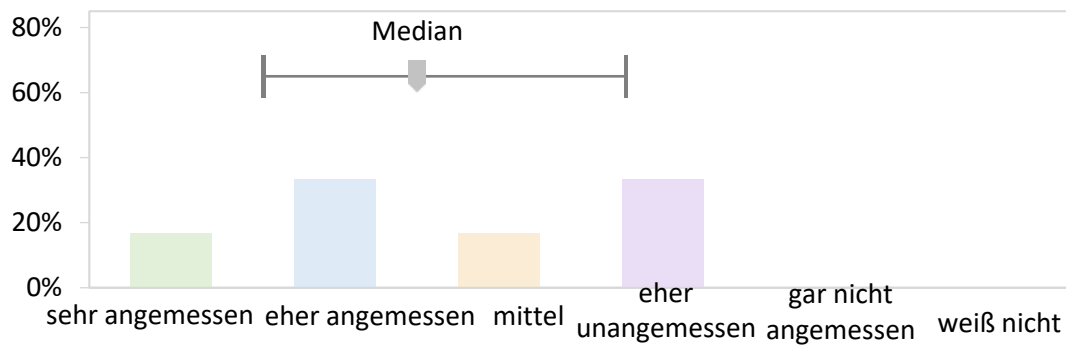 80%
Median
60%
40%
20%
0%
sehr angemessen
eher angemessen
mittel
eher
unangemessen
gar nicht
angemessen
weiß nicht